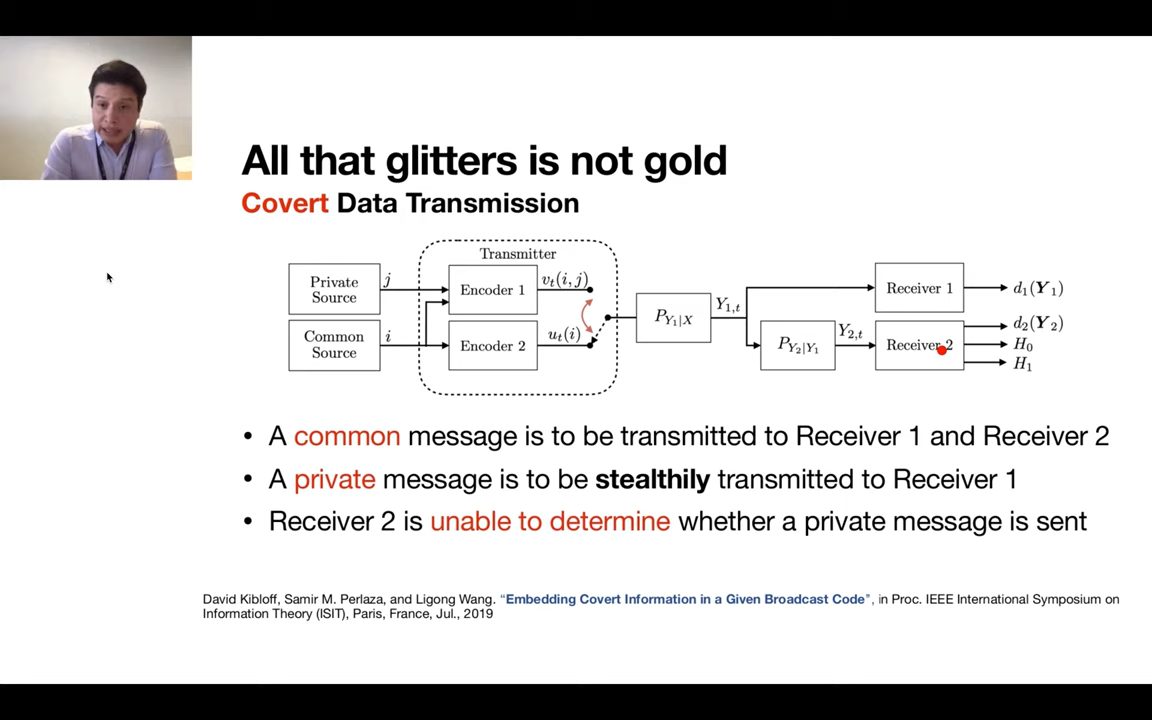 All that glitters is not gold
Covert Data Transmission
Transmitter
Private
Source
j
Encoder 1
v_t(i, j)
Common
Source
i
Encoder 2
u_t(i)
P_{Y_1|X}
Y_{1,t}
P_{Y_2|Y_1}
Y_{2,t}
Receiver 1
d_1(Y_1)
Receiver 2
d_2(Y_2)
H_0
H_1
• A common message is to be transmitted to Receiver 1 and Receiver 2
• A private message is to be stealthily transmitted to Receiver 1
• Receiver 2 is unable to determine whether a private message is sent
David Kibloff, Samir M. Perlaza, and Ligong Wang. “Embedding Covert Information in a Given Broadcast Code”, in Proc. IEEE International Symposium on
Information Theory (ISIT), Paris, France, Jul., 2019